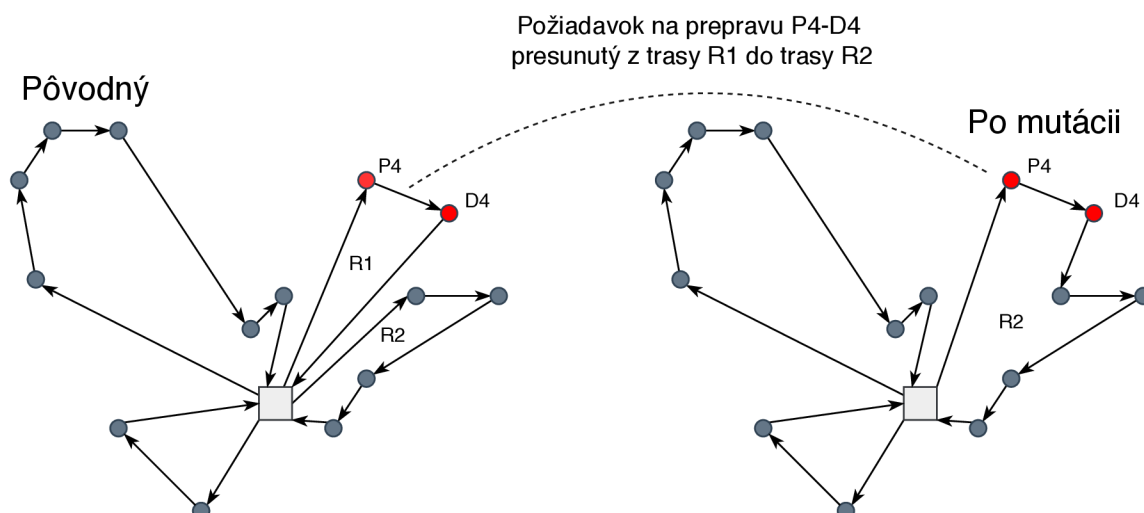 Požiadavok na prepravu P4-D4
presunutý z trasy R1 do trasy R2
Pôvodný
Po mutácii
P4
D4
R1
R2
P4
D4
R2